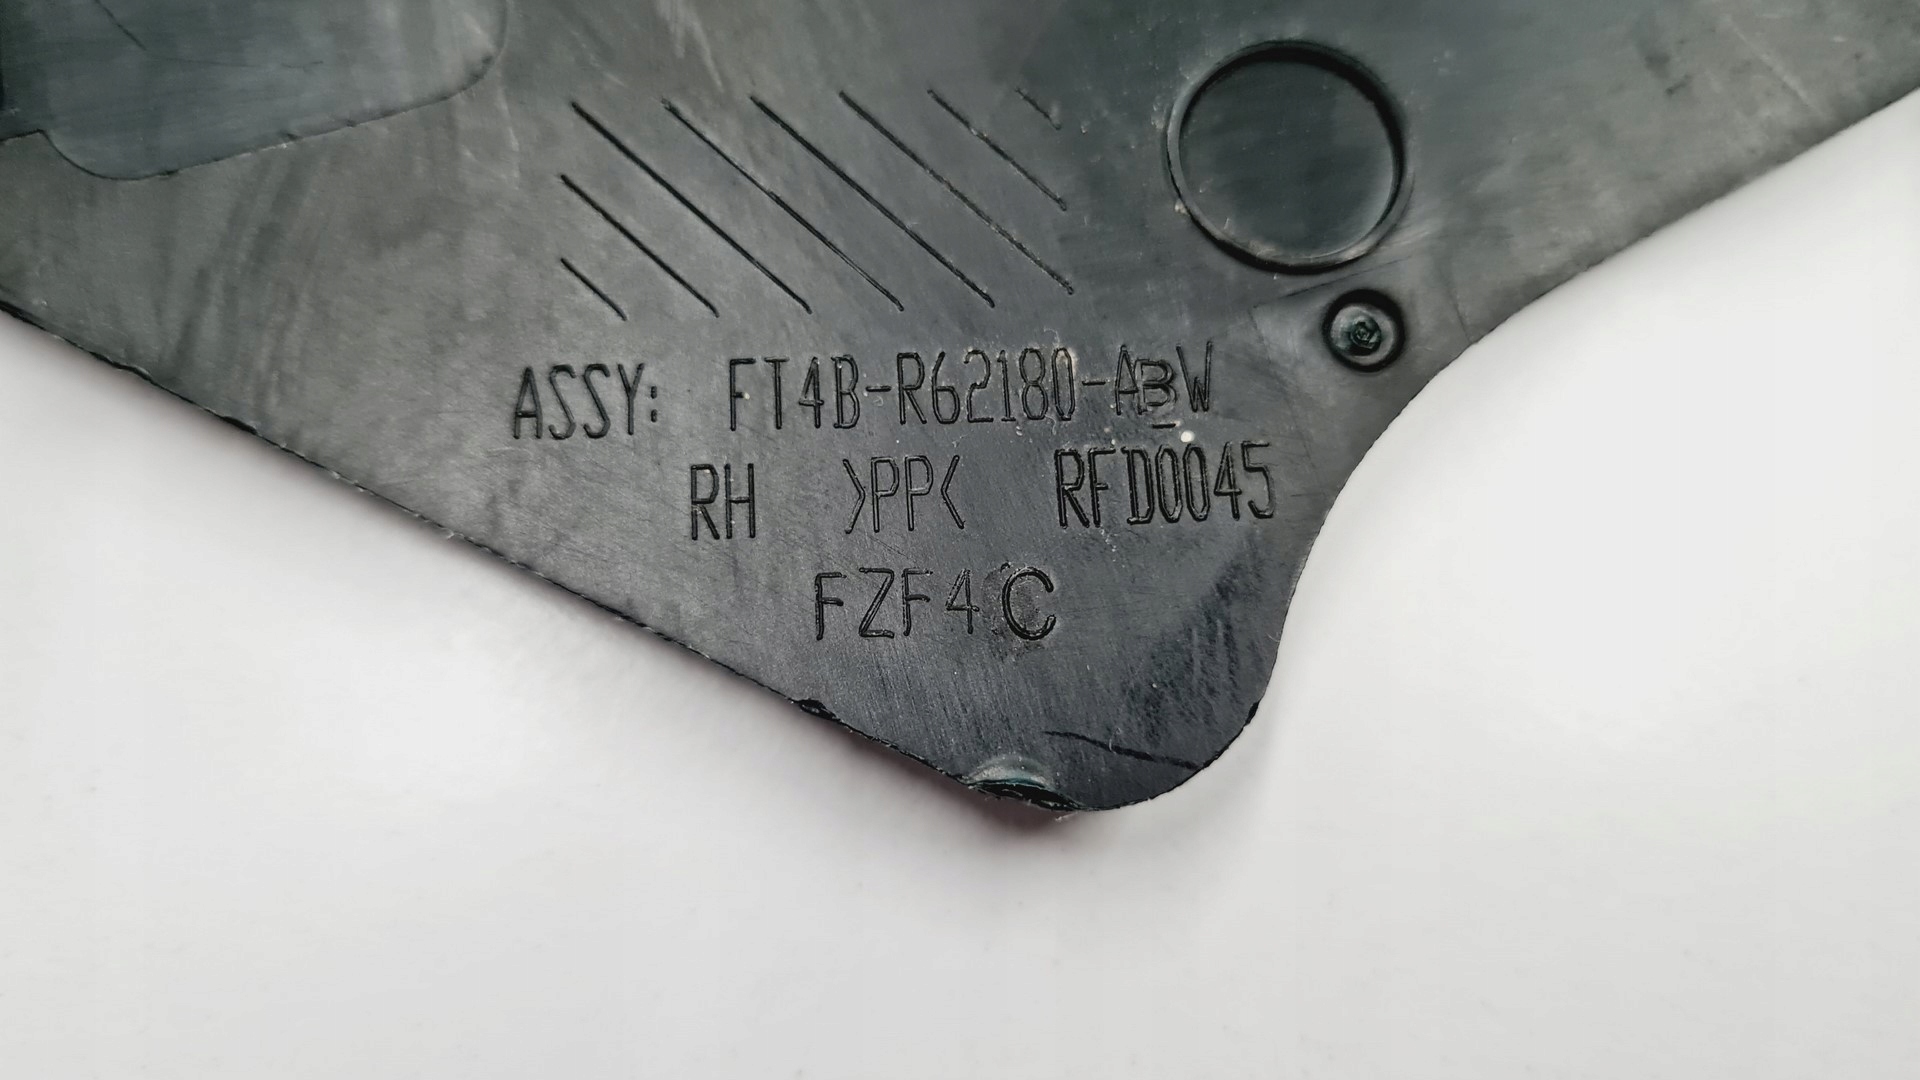 ASSY: FT4B-R62180-ABW
RH >PP< RFD0045
FZF4C